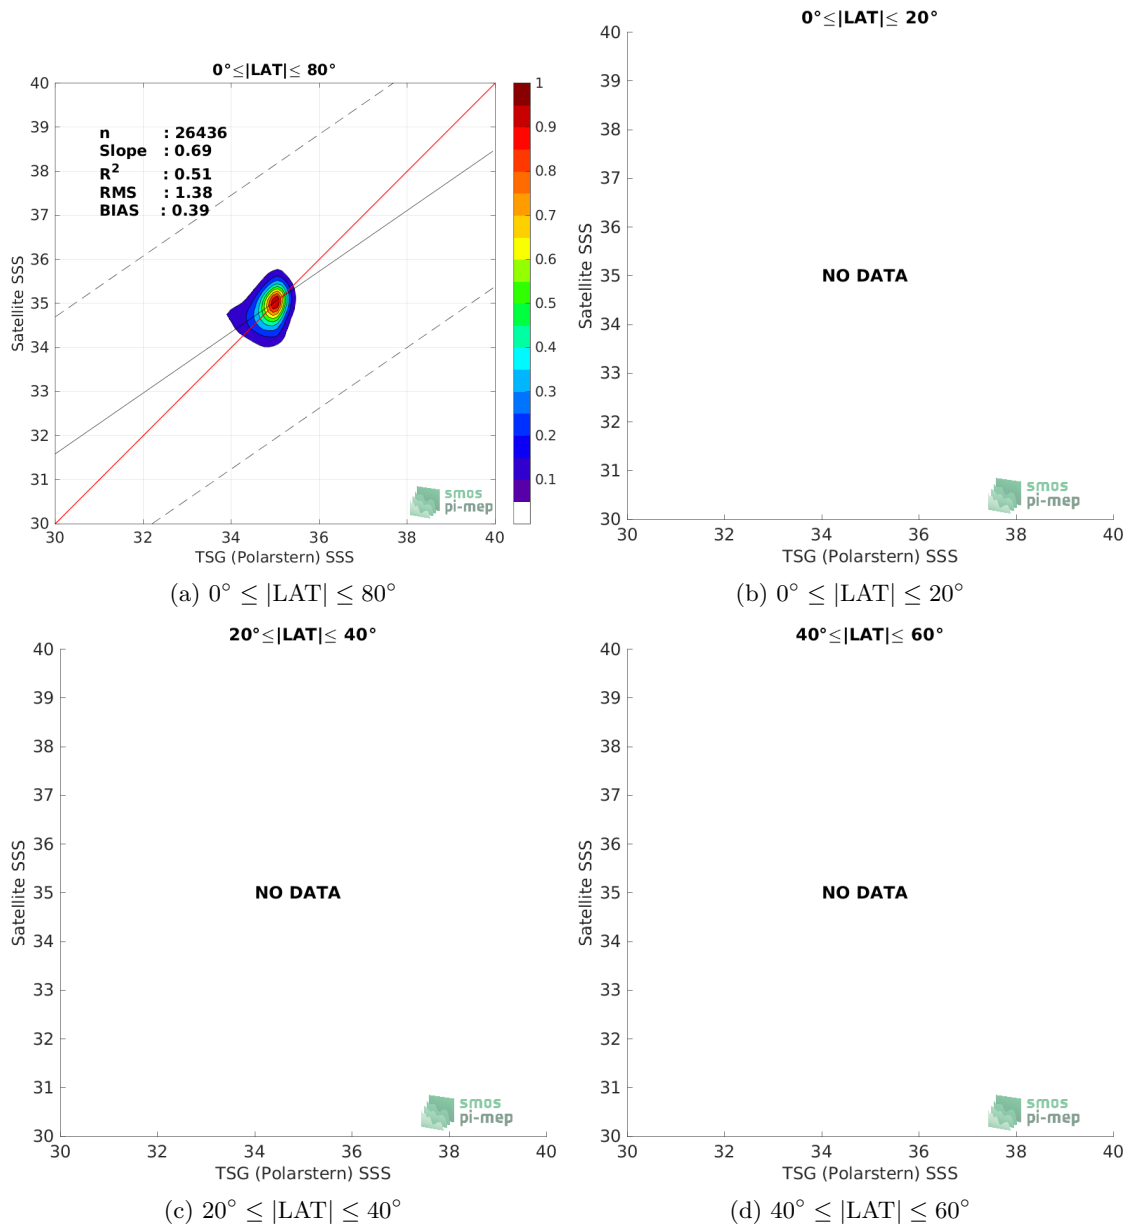 0°≤|LAT|≤ 80°
40
39
38
37
36
35
34
33
32
31
30
Satellite SSS
n : 26436
Slope : 0.69
R² : 0.51
RMS : 1.38
BIAS : 0.39
smos
pi-mep
30 32 34 36 38 40
TSG (Polarstern) SSS
1
0.9
0.8
0.7
0.6
0.5
0.4
0.3
0.2
0.1
(a) 0° ≤ |LAT| ≤ 80°
0°≤|LAT|≤ 20°
40
39
38
37
36
35
34
33
32
31
30
Satellite SSS
NO DATA
smos
pi-mep
30 32 34 36 38 40
TSG (Polarstern) SSS
(b) 0° ≤ |LAT| ≤ 20°
20°≤|LAT|≤ 40°
40
39
38
37
36
35
34
33
32
31
30
Satellite SSS
NO DATA
smos
pi-mep
30 32 34 36 38 40
TSG (Polarstern) SSS
(c) 20° ≤ |LAT| ≤ 40°
40°≤|LAT|≤ 60°
40
39
38
37
36
35
34
33
32
31
30
Satellite SSS
NO DATA
smos
pi-mep
30 32 34 36 38 40
TSG (Polarstern) SSS
(d) 40° ≤ |LAT| ≤ 60°